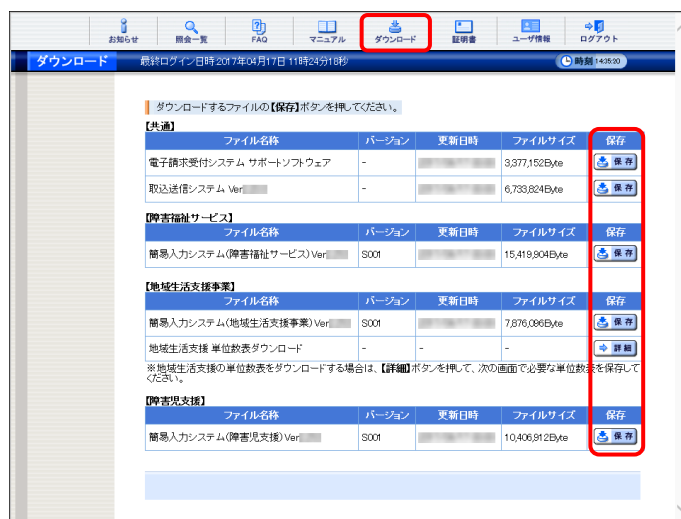 お知らせ 照会一覧 FAQ マニュアル ダウンロード 証明書 ユーザ情報 ログアウト
ダウンロード 最終ログイン日時:2017年04月17日 11時24分18秒 時刻 14:35:20
ダウンロードするファイルの【保存】ボタンを押してください。
【共通】
ファイル名称 バージョン 更新日時 ファイルサイズ 保存
電子請求受付システム サポートソフトウェア - 3,377,152Byte 保存
取込送信システム Ver - 6,733,824Byte 保存
【障害福祉サービス】
ファイル名称 バージョン 更新日時 ファイルサイズ 保存
簡易入力システム(障害福祉サービス) Ver S001 15,419,904Byte 保存
【地域生活支援事業】
ファイル名称 バージョン 更新日時 ファイルサイズ 保存
簡易入力システム(地域生活支援事業) Ver S001 7,876,096Byte 保存
地域生活支援 単位数表ダウンロード - - - 詳細
※地域生活支援の単位数表をダウンロードする場合は、【詳細】ボタンを押して、次の画面で必要な単位数表を保存して
ください。
【障害児支援】
ファイル名称 バージョン 更新日時 ファイルサイズ 保存
簡易入力システム(障害児支援) Ver S001 10,406,912Byte 保存